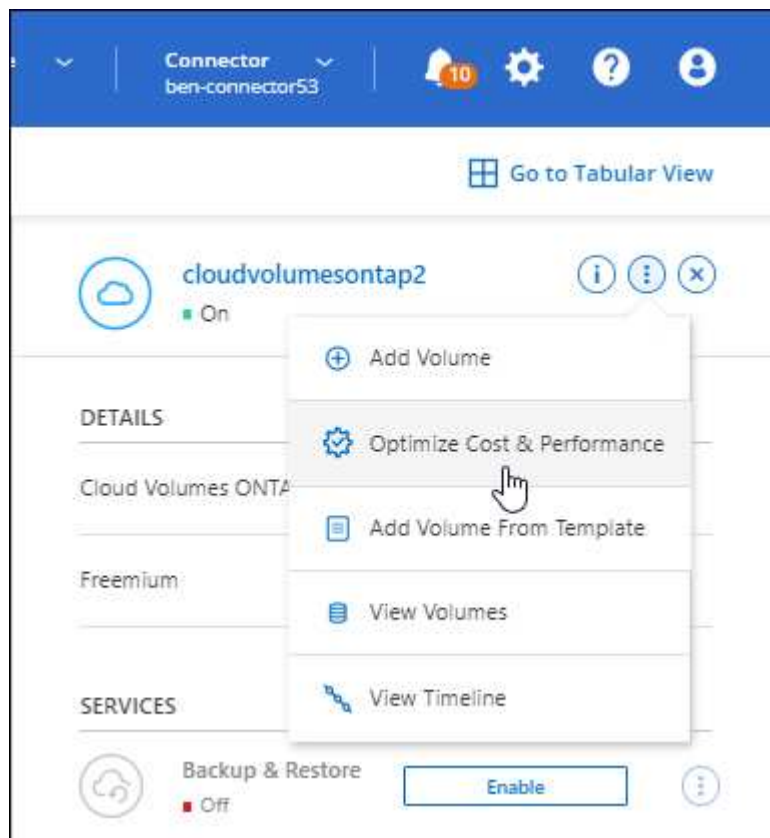 Connector
ben-connector53
10
Go to Tabular View
cloudvolumesontap2
On
Add Volume
DETAILS
Optimize Cost & Performance
Cloud Volumes ONTA
Add Volume From Template
Freemium
View Volumes
View Timeline
SERVICES
Backup & Restore
Enable
Off